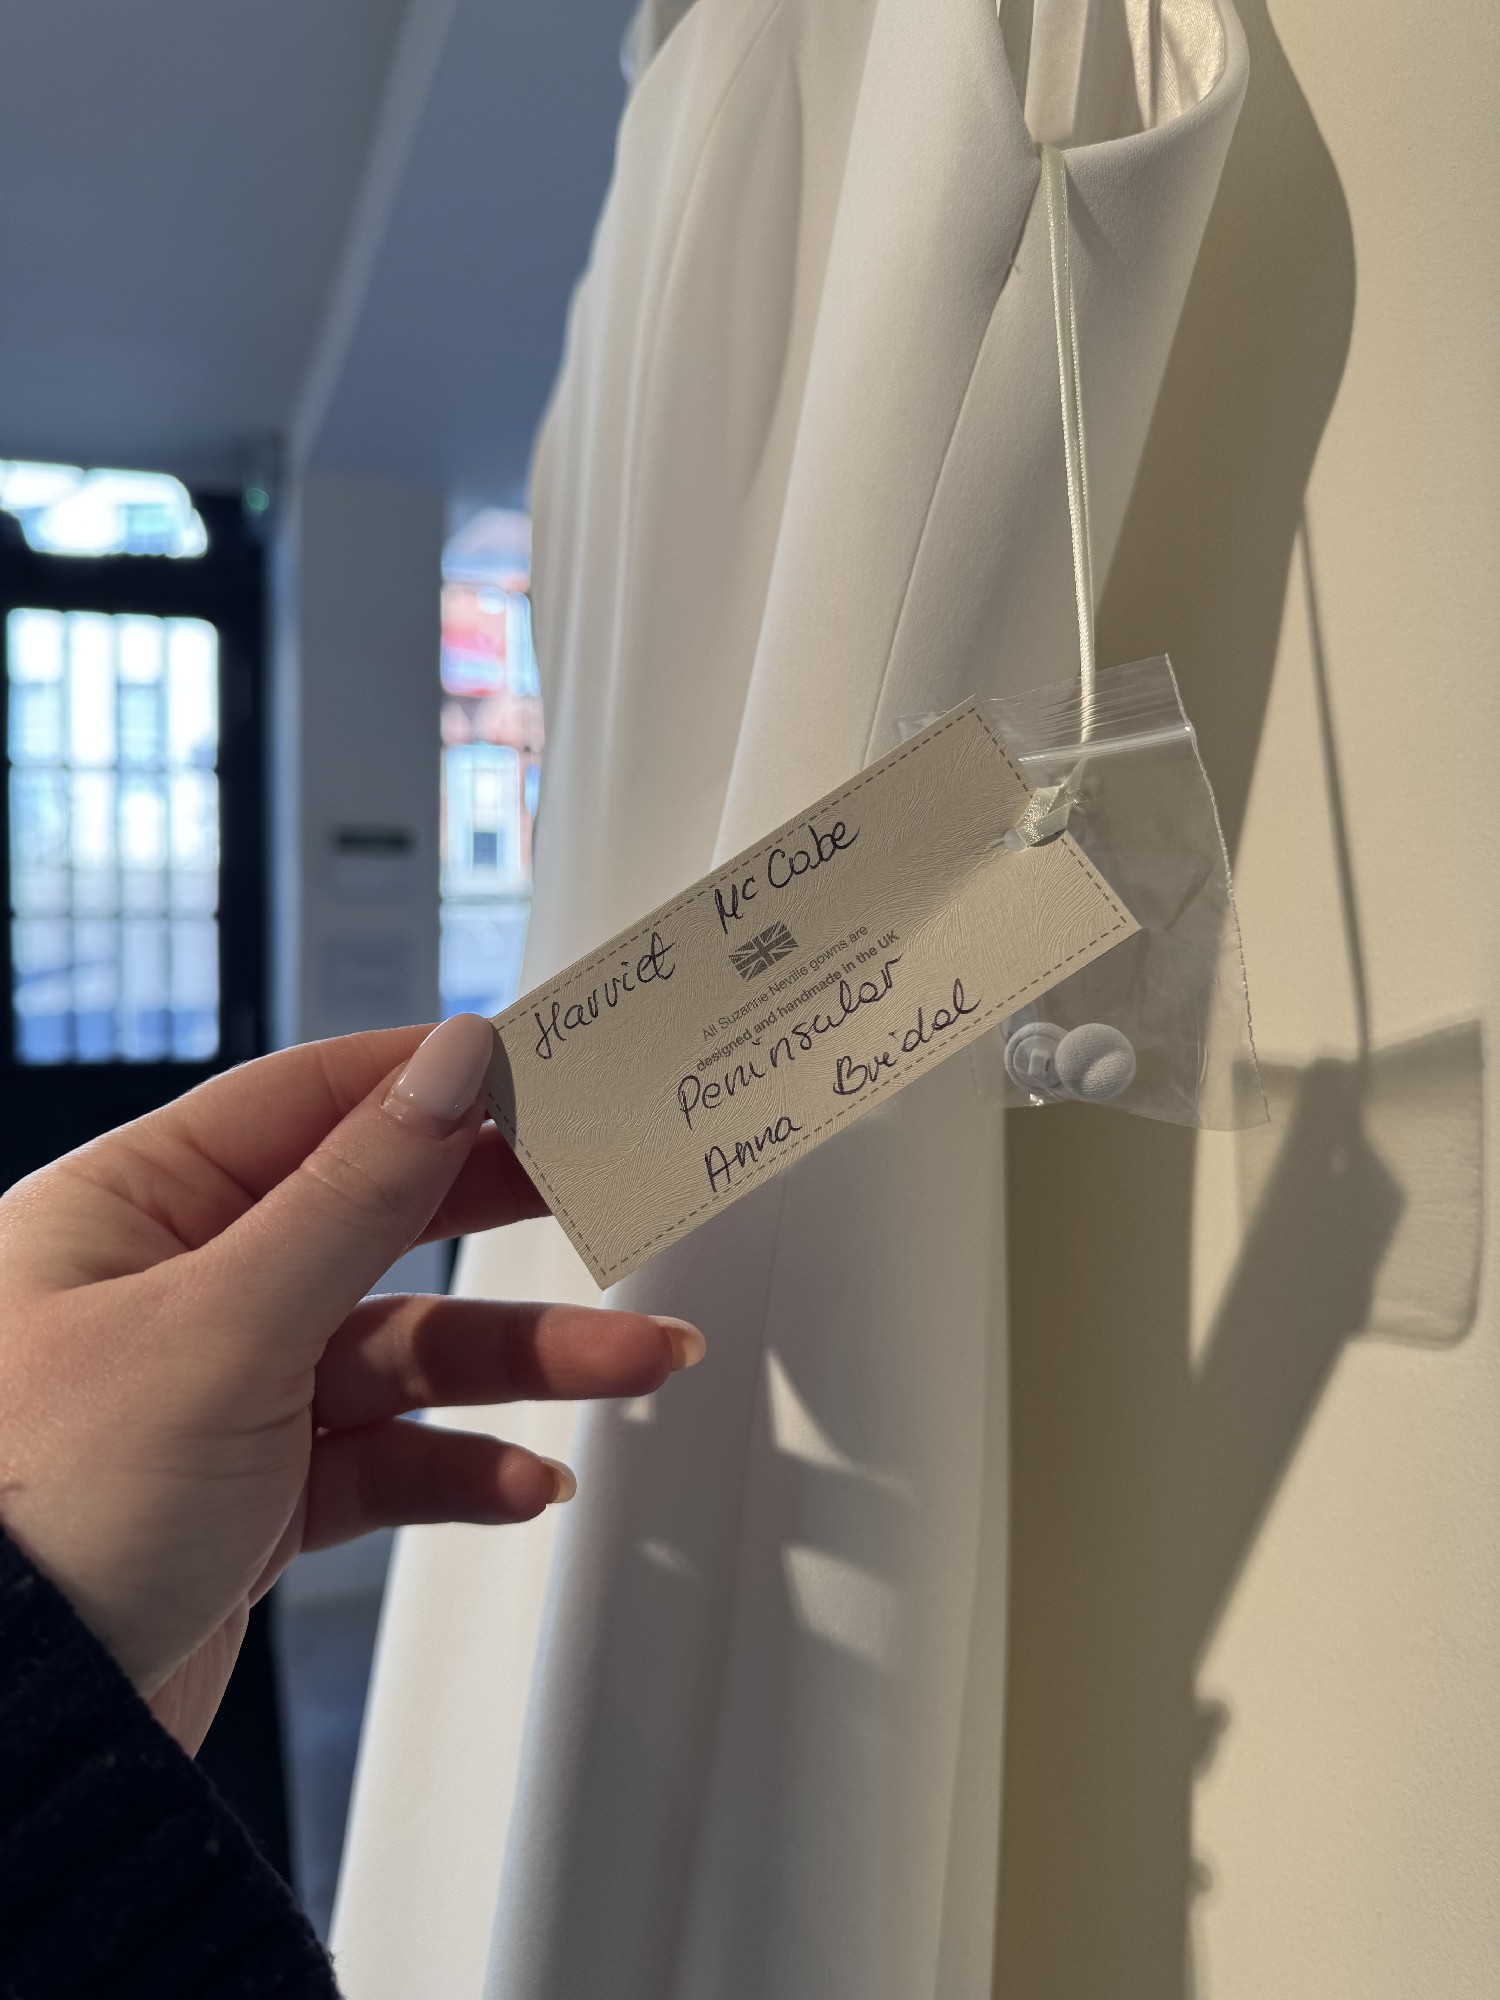 Harriet McCabe
All Suzanne Neville gowns are
designed and handmade in the UK
Peninsular
Anna Bridal